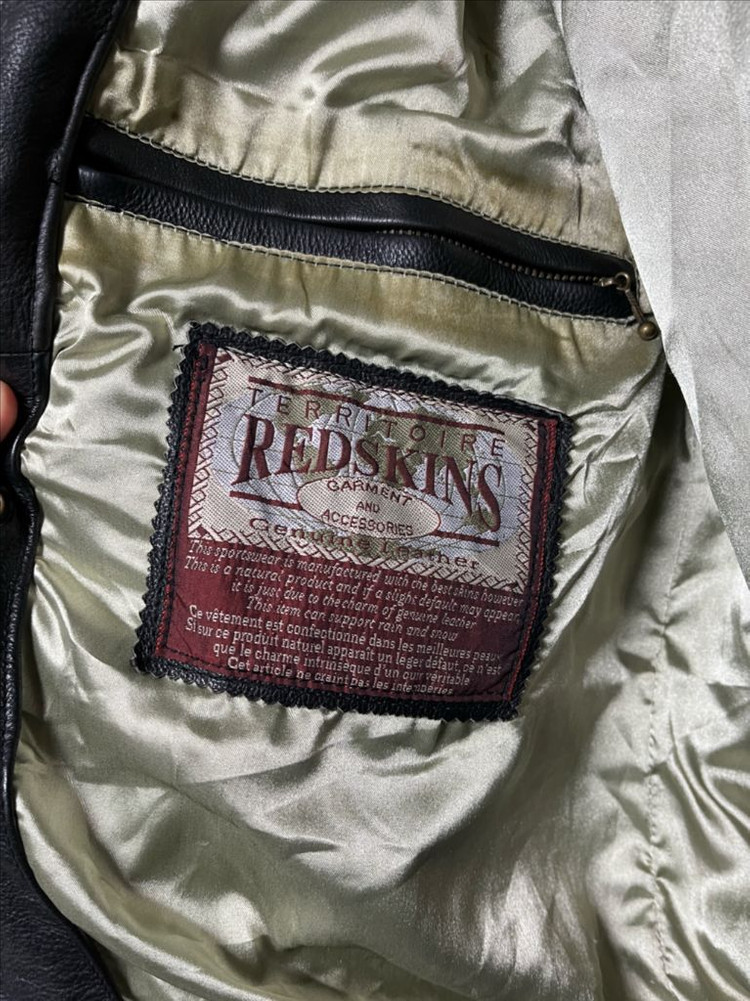 TERRITOIRE
REDSKINS
GARMENT
AND
ACCESSORIES
Genuine Leather
This sportswear is manufactured with the best skins however
This is a natural product and if a slight default may appear
it is just due to the charm of genuine leather
This item can support rain and snow
Ce vêtement est confectionné dans les meilleures peaux
Si sur ce produit naturel apparaît un leger défaut, ce n'est
que le charme intrinsèque d'un cuir véritable
Cet article ne craint pas les intempéries